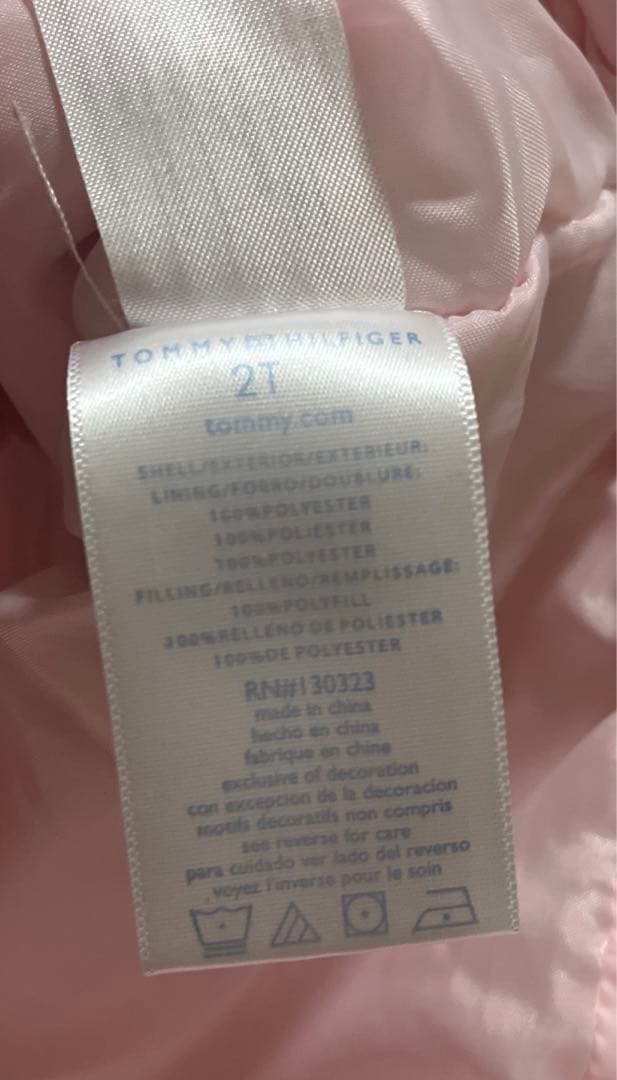 TOMMY HILFIGER
2T
tommy.com
SHELL/EXTERIOR/EXTERIEUR:
LINING/FORRO/DOUBLURE:
100%POLYESTER
100%POLIESTER
100%POLYESTER
FILLING/RELLENO/REMPLISSAGE:
100%POLYFILL
100%RELLENO DE POLIESTER
100%DE POLYESTER
RN#130323
made in china
hecho en china
fabrique en chine
exclusive of decoration
con excepcion de la decoracion
motifs decoratifs non compris
see reverse for care
para cuidado ver lado del reverso
voyez l'inverse pour le soin